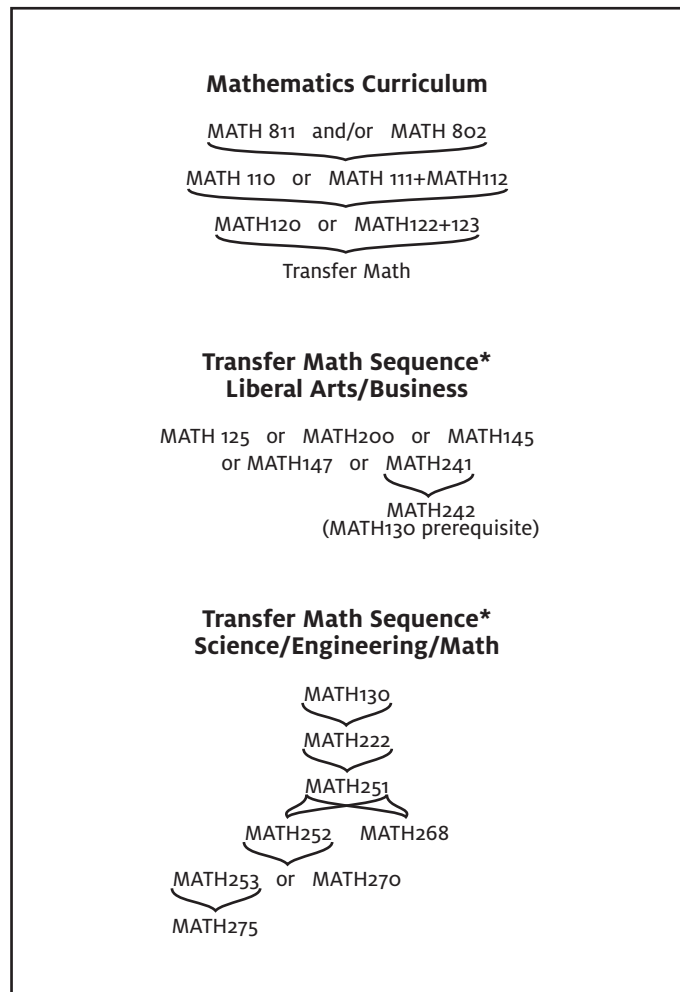 Mathematics Curriculum
MATH 811 and/or MATH 802
MATH 110 or MATH 111+MATH112
MATH120 or MATH122+123
Transfer Math
Transfer Math Sequence*
Liberal Arts/Business
MATH 125 or MATH200 or MATH145
or MATH147 or MATH241
MATH242
(MATH130 prerequisite)
Transfer Math Sequence*
Science/Engineering/Math
MATH130
MATH222
MATH251
MATH252 MATH268
MATH253 or MATH270
MATH275